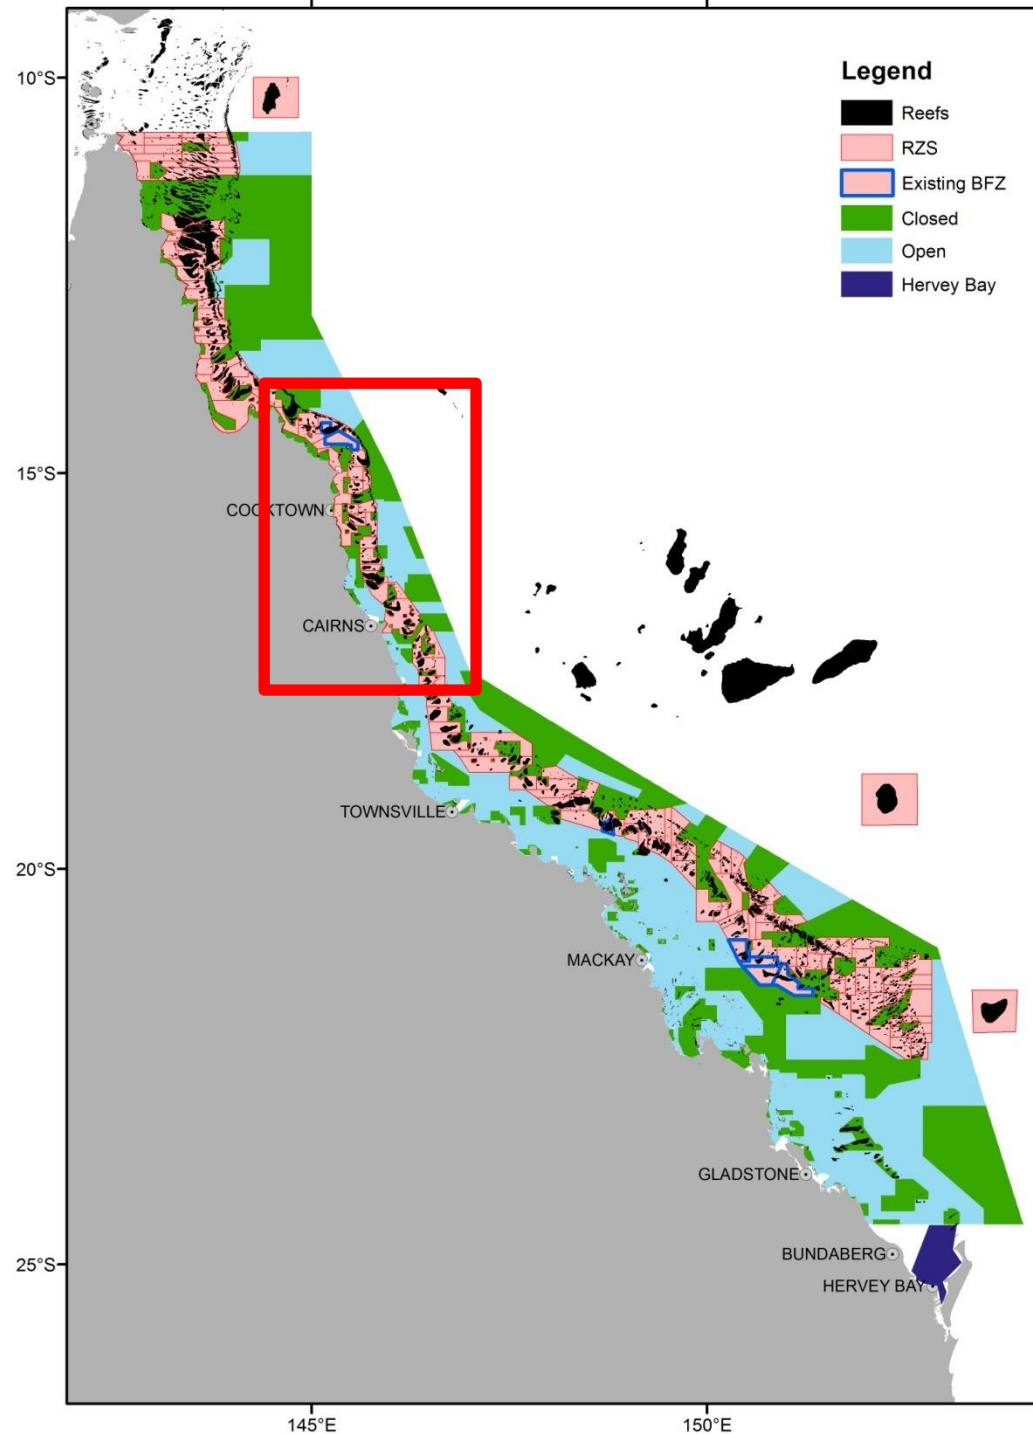 Legend
Reefs
RZS
Existing BFZ
Closed
Open
Hervey Bay
10°S
15°S
COOKTOWN
CAIRNS
TOWNSVILLE
20°S
MACKAY
GLADSTONE
BUNDABERG
25°S
HERVEY BAY
145°E
150°E